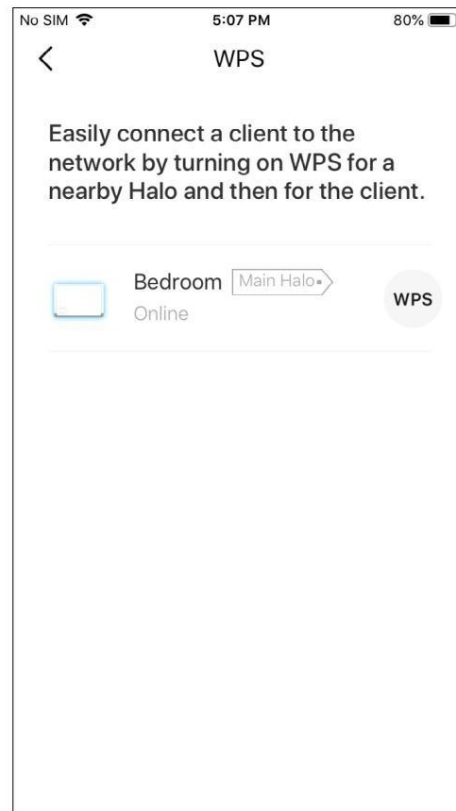 No SIM 5:07 PM 80%
WPS
Easily connect a client to the
network by turning on WPS for a
nearby Halo and then for the client.
Bedroom Main Halo
Online
WPS